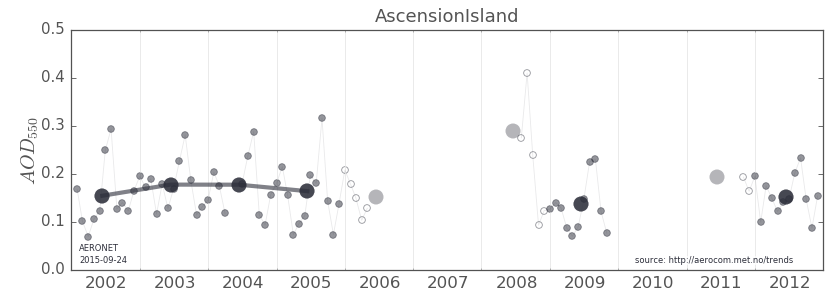 AscensionIsland
0.5
0.4
0.3
0.2
0.1
0.0
AOD550
AERONET
2015-09-24
source: http://aerocom.met.no/trends
2002 2003 2004 2005 2006 2007 2008 2009 2010 2011 2012